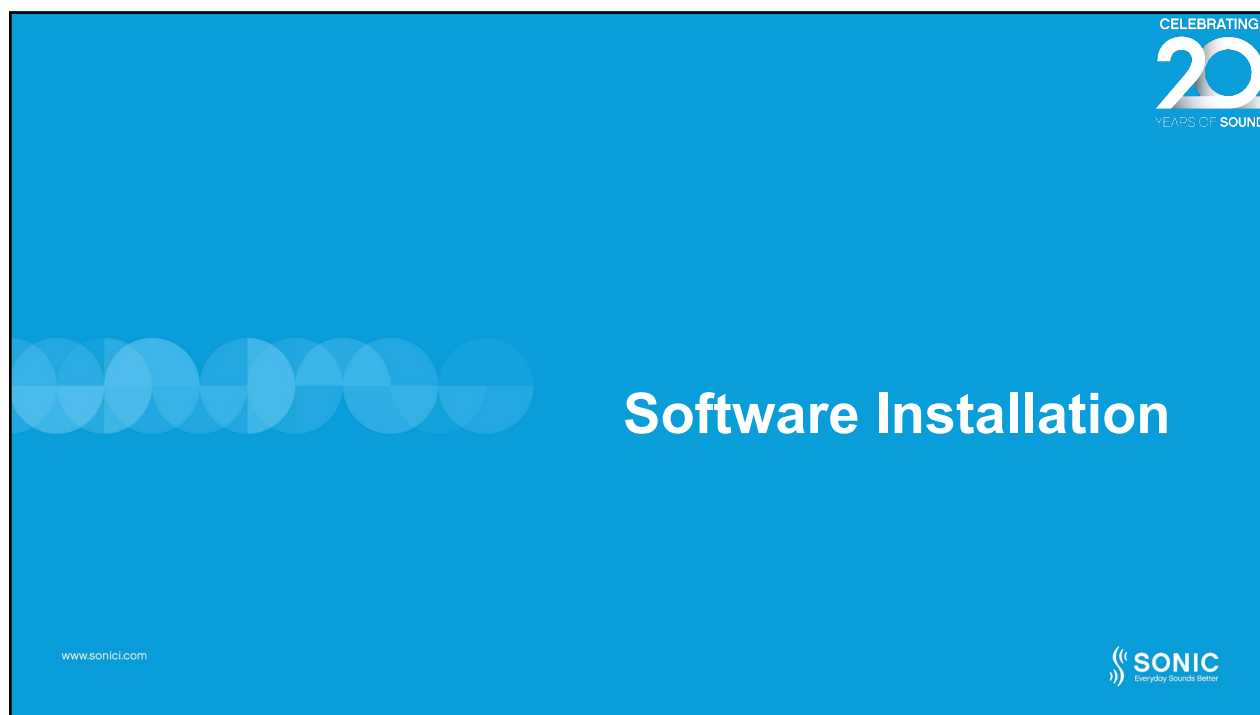 CELEBRATING
20
YEARS OF SOUND
Software Installation
www.sonici.com
SONIC
Everyday Sounds Better